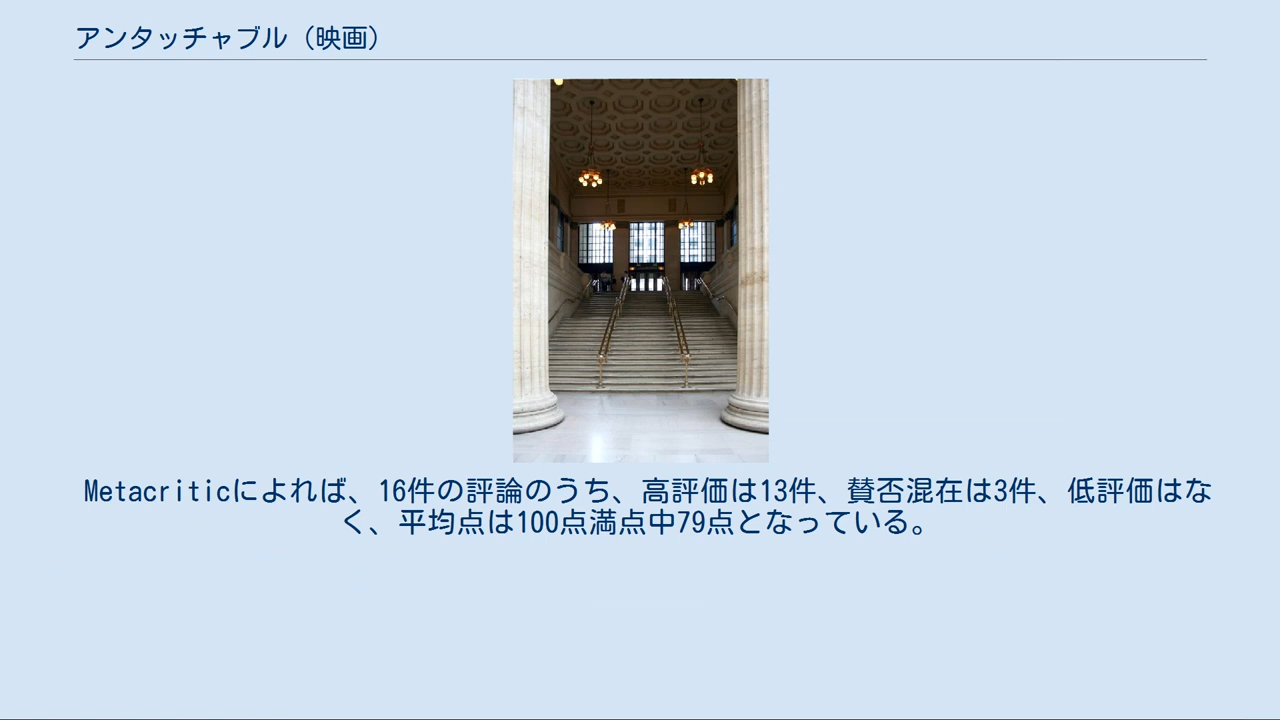 アンタッチャブル（映画）
Metacriticによれば、16件の評論のうち、高評価は13件、賛否混在は3件、低評価はな
く、平均点は100点満点中79点となっている。